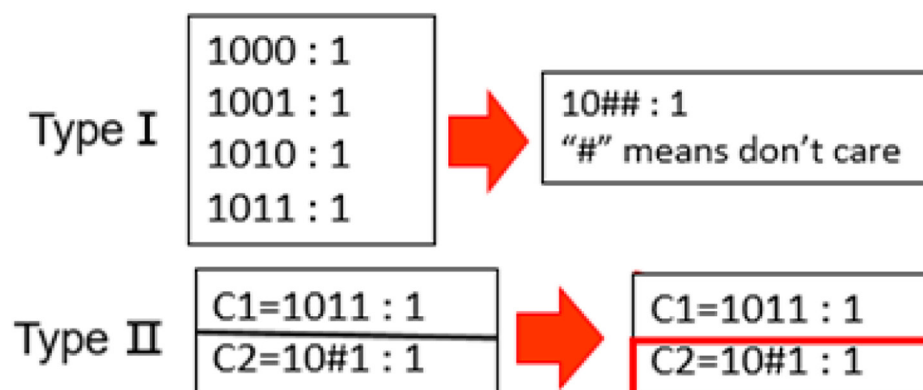 Type I
1000 : 1
1001 : 1
1010 : 1
1011 : 1
10## : 1
“#” means don’t care
Type II
C1=1011 : 1
C2=10#1 : 1
C1=1011 : 1
C2=10#1 : 1